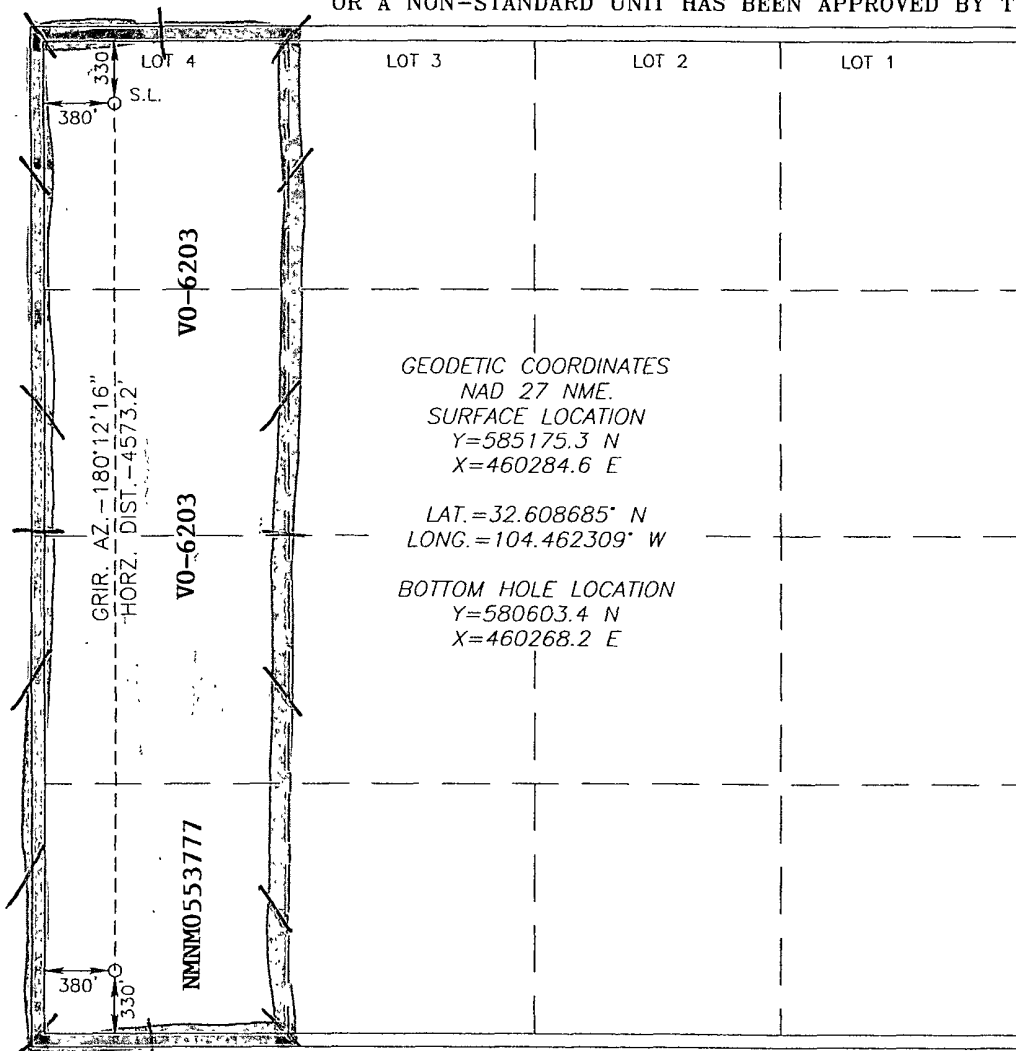 OR A NON-STANDARD UNIT HAS BEEN APPROVED BY T
LOT 4
LOT 3
LOT 2
LOT 1
330'
S.L.
380'
VO-6203
GRIR. AZ.-180°12'16"
HORZ. DIST.-4573.2'
VO-6203
GEODETIC COORDINATES
NAD 27 NME.
SURFACE LOCATION
Y=585175.3 N
X=460284.6 E
LAT.=32.608685° N
LONG.=104.462309° W
BOTTOM HOLE LOCATION
Y=580603.4 N
X=460268.2 E
NMNM0553777
380'
330'